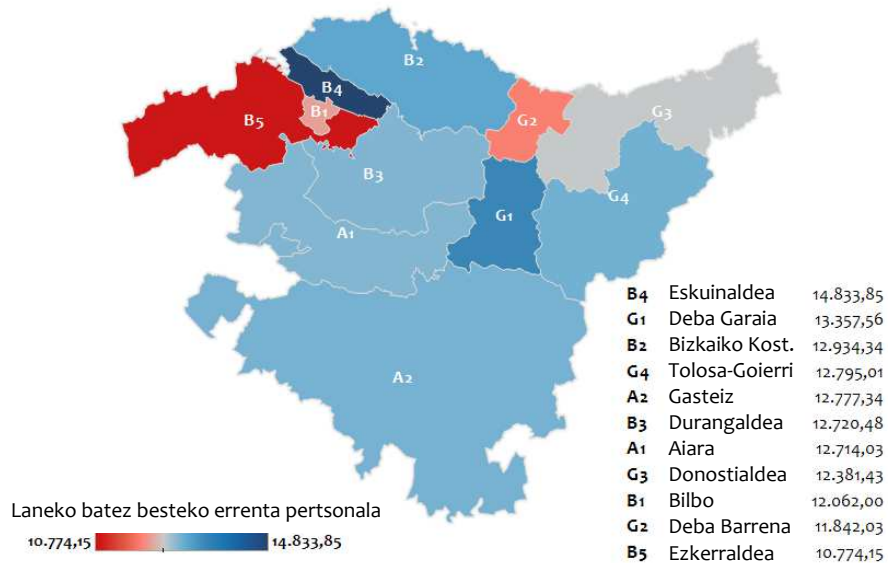 B2
B4
B1
B5
G2
G3
B3
G4
G1
A1
A2
B4 Eskuinaldea 14.833,85
G1 Deba Garaia 13.357,56
B2 Bizkaiko Kost. 12.934,34
G4 Tolosa-Goierri 12.795,01
A2 Gasteiz 12.777,34
B3 Durangaldea 12.720,48
A1 Aiara 12.714,03
G3 Donostialdea 12.381,43
B1 Bilbo 12.062,00
G2 Deba Barrena 11.842,03
B5 Ezkerraldea 10.774,15
Laneko batez besteko errenta pertsonala
10.774,15 14.833,85